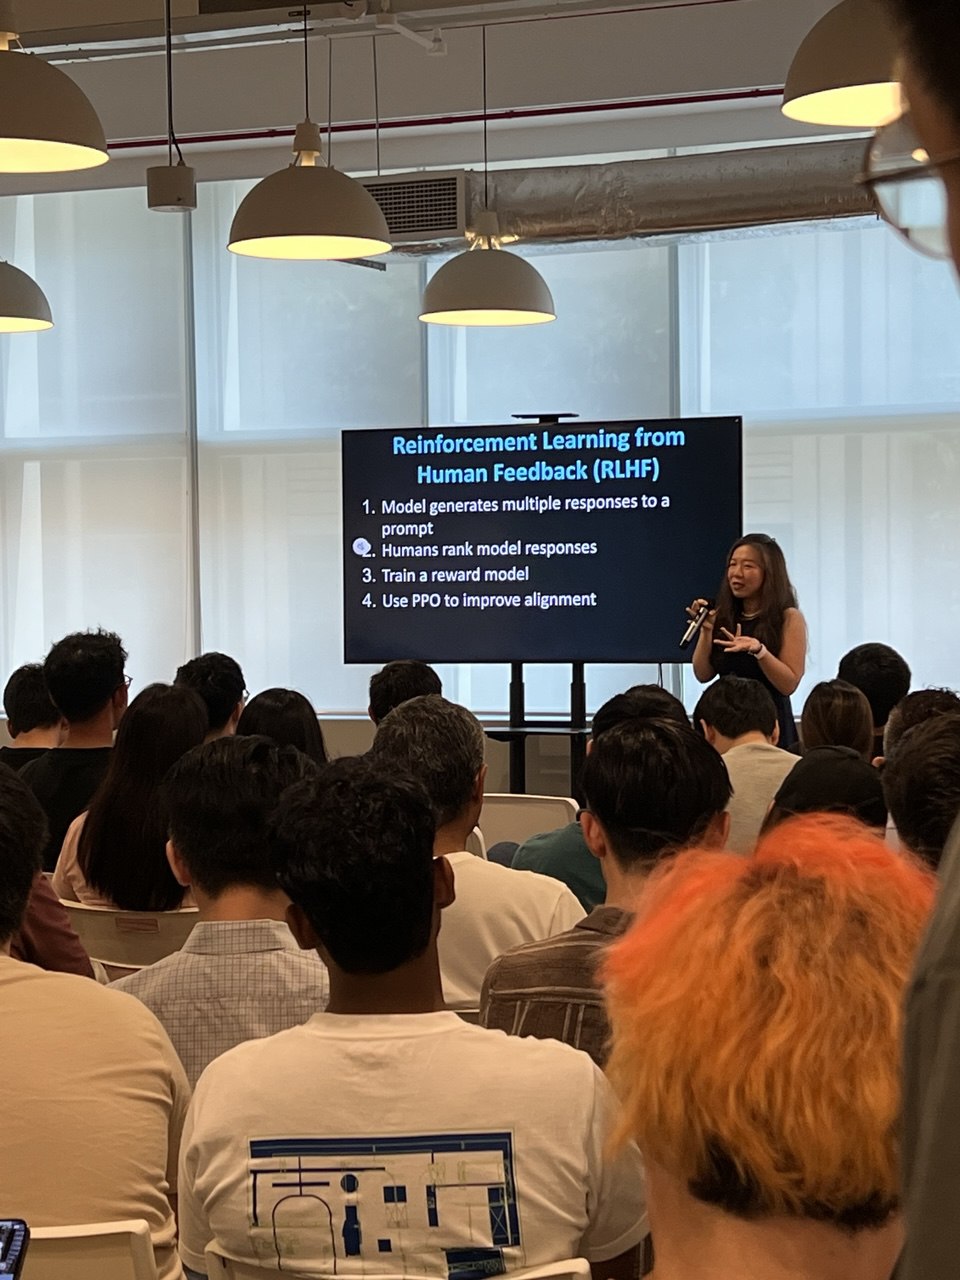 Reinforcement Learning from
Human Feedback (RLHF)
1. Model generates multiple responses to a
prompt
2. Humans rank model responses
3. Train a reward model
4. Use PPO to improve alignment